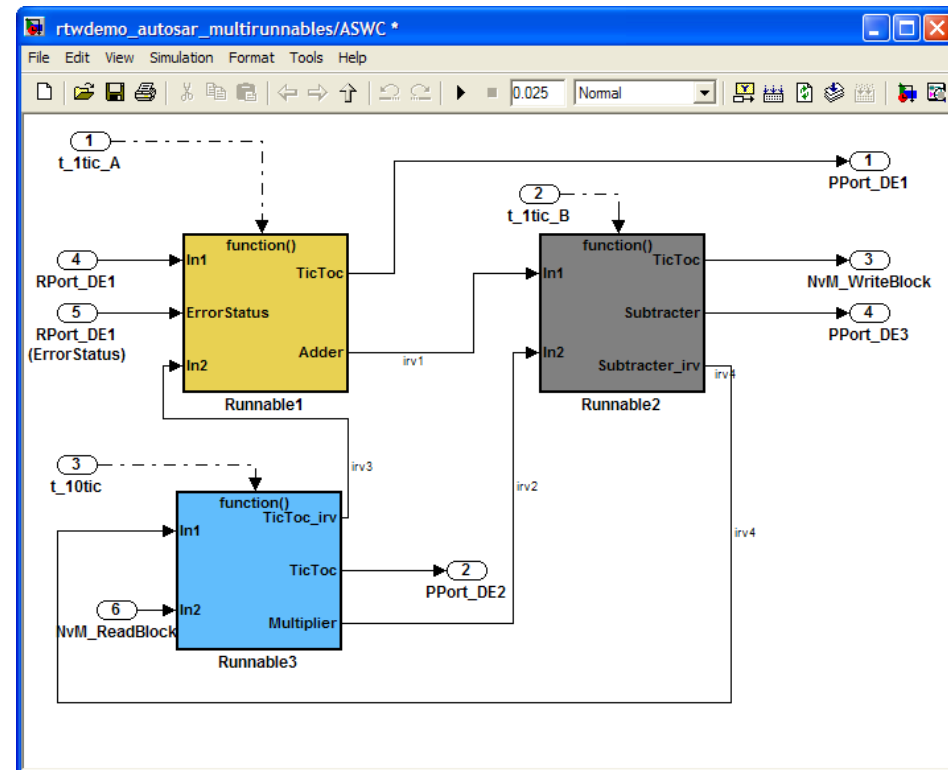 rtwdemo_autosar_multirunnables/ASWC *
File Edit View Simulation Format Tools Help
0.025 Normal
1
t_1tic_A
1
PPort_DE1
2
t_1tic_B
function()
In1
TicToc
ErrorStatus
Adder
In2
Runnable1
4
RPort_DE1
5
RPort_DE1
(ErrorStatus)
irv1
function()
TicToc
In1
Subtracter
In2
Subtracter_irv
Runnable2
3
NvM_WriteBlock
4
PPort_DE3
irv4
3
t_10tic
irv3
irv2
irv4
function()
TicToc_irv
In1
TicToc
In2
Multiplier
Runnable3
2
PPort_DE2
6
NvM_ReadBlock